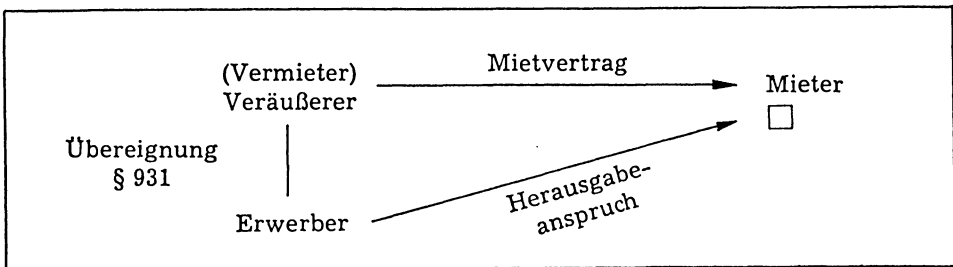 (Vermieter)
Veräußerer
Mietvertrag
Mieter
Übereignung
§ 931
Erwerber
Herausgabe-
anspruch